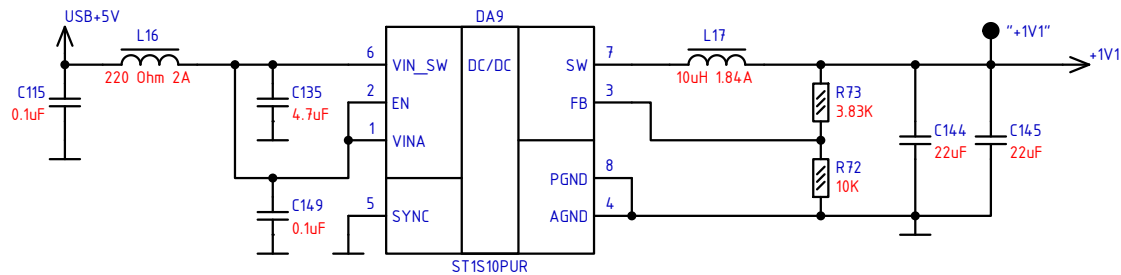 USB+5V
DA9
"+1V1"
L16
L17
6
VIN_SW
DC/DC
SW
7
+1V1
220 Ohm 2A
10uH 1.84A
C115
0.1uF
C135
4.7uF
2
EN
FB
3
R73
3.83K
1
VINA
C144
22uF
C145
22uF
PGND
8
R72
10K
C149
0.1uF
5
SYNC
AGND
4
ST1S10PUR